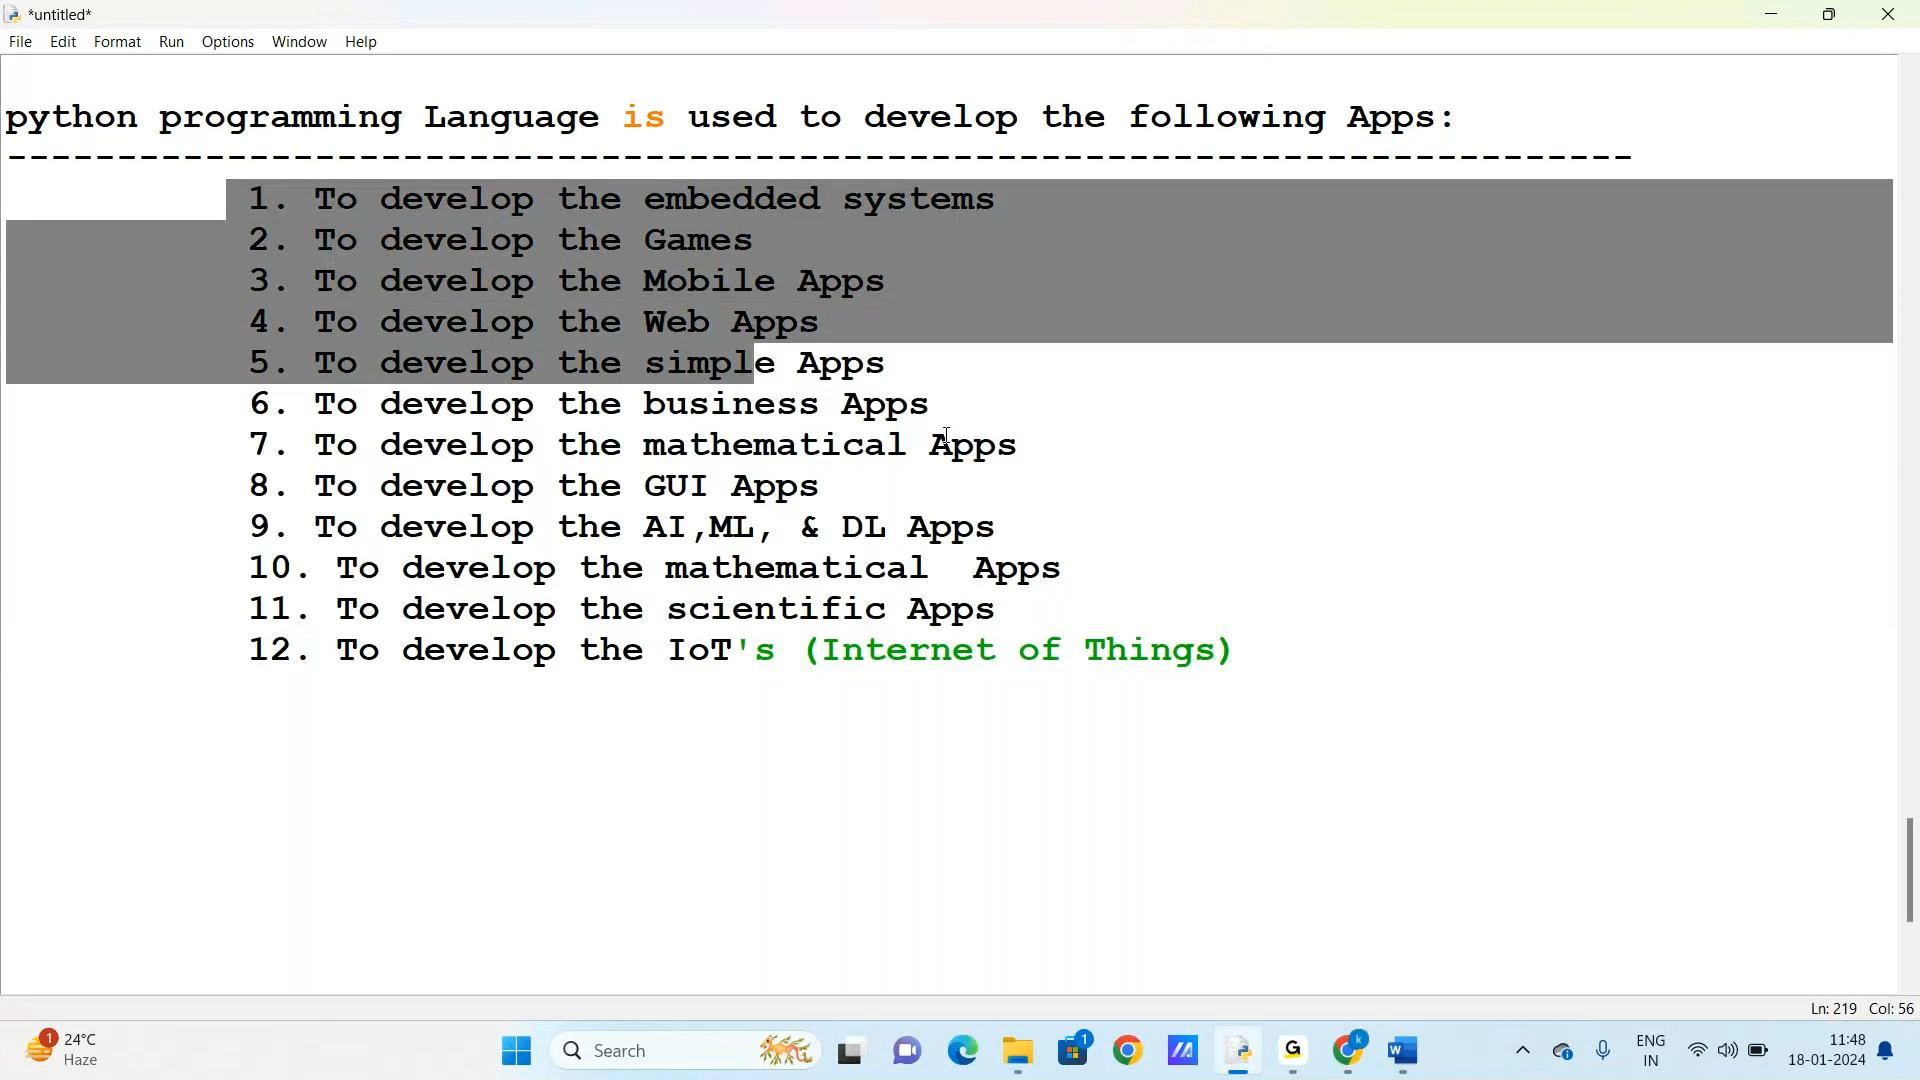 *untitled*
File Edit Format Run Options Window Help
python programming Language is used to develop the following Apps:
--------------------------------------------------------------------------
1. To develop the embedded systems
2. To develop the Games
3. To develop the Mobile Apps
4. To develop the Web Apps
5. To develop the simple Apps
6. To develop the business Apps
7. To develop the mathematical Apps
8. To develop the GUI Apps
9. To develop the AI,ML, & DL Apps
10. To develop the mathematical  Apps
11. To develop the scientific Apps
12. To develop the IoT's (Internet of Things)
Ln: 219 Col: 56
1 24°C
Haze
Search
1
G
k
W
ENG
IN
11:48
18-01-2024